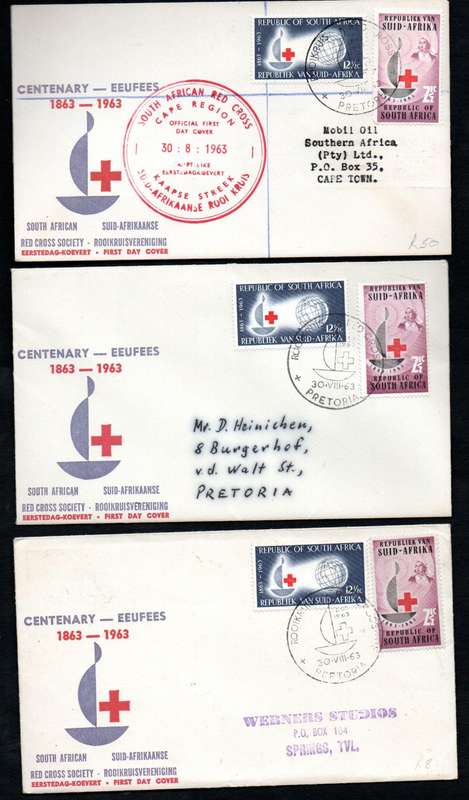 REPUBLIC OF SOUTH AFRICA
1863 - 1963
12½c
REPUBLIEK VAN SUID-AFRIKA
REPUBLIEK VAN
SUID-AFRIKA
2½c
REPUBLIC OF
SOUTH AFRICA
PRETORIA
CENTENARY — EEUFEES
1863 — 1963
SOUTH AFRICAN RED CROSS
CAPE REGION
OFFICIAL FIRST
DAY COVER
30 : 8 : 1963
AMPTELIKE
EERSTEDAGKOEVERT
KAAPSE STREEK
SUID-AFRIKAANSE ROOI KRUIS
Mobil Oil
Southern Africa
(Pty) Ltd.,
P.O. Box 35,
CAPE TOWN.
SOUTH AFRICAN SUID-AFRIKAANSE
RED CROSS SOCIETY - ROOIKRUISVERENIGING
EERSTEDAG-KOEVERT • FIRST DAY COVER
R50
REPUBLIC OF SOUTH AFRICA
1863 - 1963
12½c
REPUBLIEK VAN SUID-AFRIKA
REPUBLIEK VAN
SUID-AFRIKA
2½c
REPUBLIC OF
SOUTH AFRICA
30-VIII-63
PRETORIA
CENTENARY — EEUFEES
1863 — 1963
Mr. D. Heinichen,
8 Burgerhof,
v.d. Walt St.,
PRETORIA
SOUTH AFRICAN SUID-AFRIKAANSE
RED CROSS SOCIETY - ROOIKRUISVERENIGING
EERSTEDAG-KOEVERT • FIRST DAY COVER
REPUBLIC OF SOUTH AFRICA
1863 - 1963
12½c
REPUBLIEK VAN SUID-AFRIKA
REPUBLIEK VAN
SUID-AFRIKA
2½c
REPUBLIC OF
SOUTH AFRICA
30-VIII-63
PRETORIA
CENTENARY — EEUFEES
1863 — 1963
WERNERS STUDIOS
P.O. BOX 184
SPRINGS, TVL.
SOUTH AFRICAN SUID-AFRIKAANSE
RED CROSS SOCIETY - ROOIKRUISVERENIGING
EERSTEDAG-KOEVERT • FIRST DAY COVER